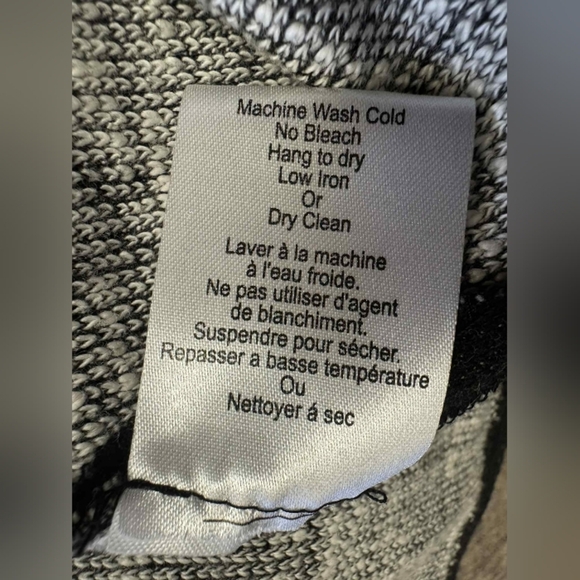 Machine Wash Cold
No Bleach
Hang to dry
Low Iron
Or
Dry Clean
Laver à la machine
à l'eau froide.
Ne pas utiliser d'agent
de blanchiment.
Suspendre pour sécher.
Repasser a basse température
Ou
Nettoyer á sec